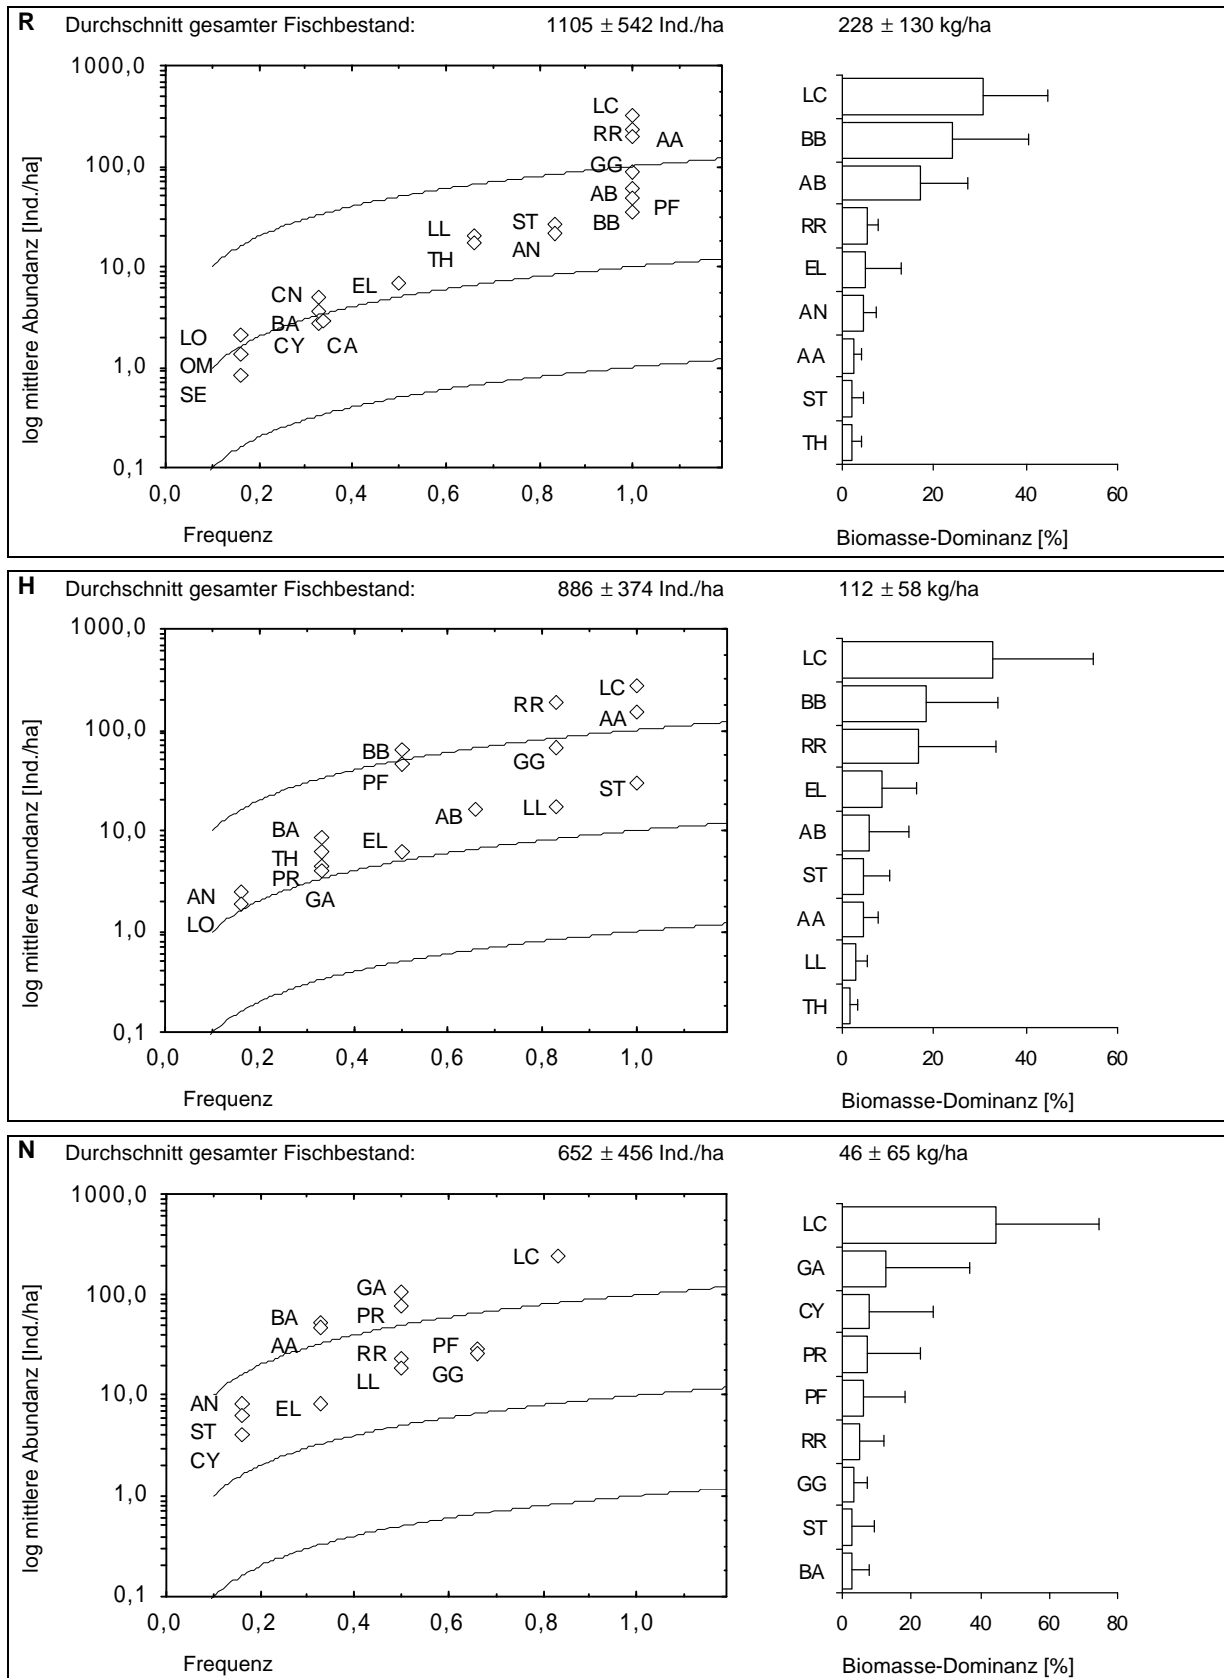 R Durchschnitt gesamter Fischbestand: 1105 ± 542 Ind./ha 228 ± 130 kg/ha
log mittlere Abundanz [Ind./ha]
1000,0
100,0
10,0
1,0
0,1
LC
RR AA
GG
AB PF
BB
LL ST
TH AN
CN EL
BA
CY CA
LO
OM
SE
0,0 0,2 0,4 0,6 0,8 1,0
Frequenz
LC
BB
AB
RR
EL
AN
AA
ST
TH
0 20 40 60
Biomasse-Dominanz [%]
H Durchschnitt gesamter Fischbestand: 886 ± 374 Ind./ha 112 ± 58 kg/ha
log mittlere Abundanz [Ind./ha]
1000,0
100,0
10,0
1,0
0,1
RR LC
AA
BB GG
PF ST
AB LL
BA EL
TH
PR
GA
AN
LO
0,0 0,2 0,4 0,6 0,8 1,0
Frequenz
LC
BB
RR
EL
AB
ST
AA
LL
TH
0 20 40 60
Biomasse-Dominanz [%]
N Durchschnitt gesamter Fischbestand: 652 ± 456 Ind./ha 46 ± 65 kg/ha
log mittlere Abundanz [Ind./ha]
1000,0
100,0
10,0
1,0
0,1
LC
GA
BA PR
AA RR PF
LL GG
AN EL
ST
CY
0,0 0,2 0,4 0,6 0,8 1,0
Frequenz
LC
GA
CY
PR
PF
RR
GG
ST
BA
0 20 40 60 80
Biomasse-Dominanz [%]